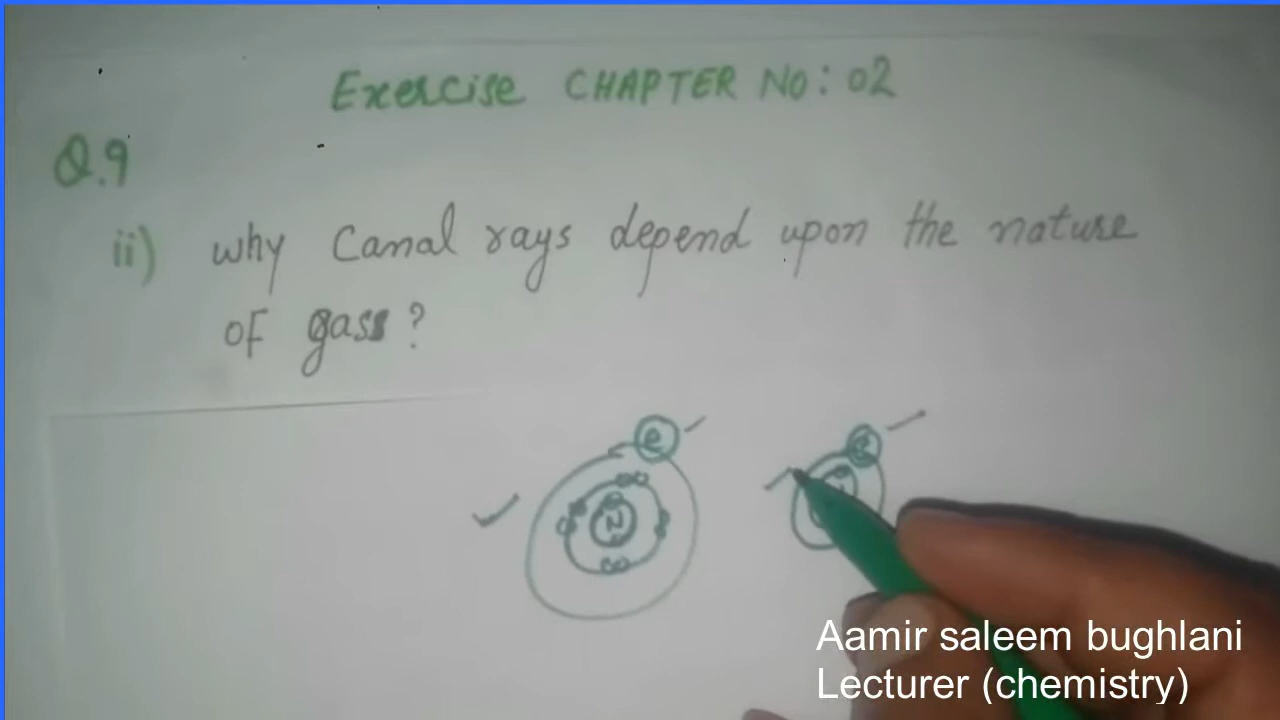 Exercise CHAPTER NO: 02
Q.9
ii) why Canal rays depend upon the nature
of gass?
e
e
N
Aamir saleem bughlani
Lecturer (chemistry)